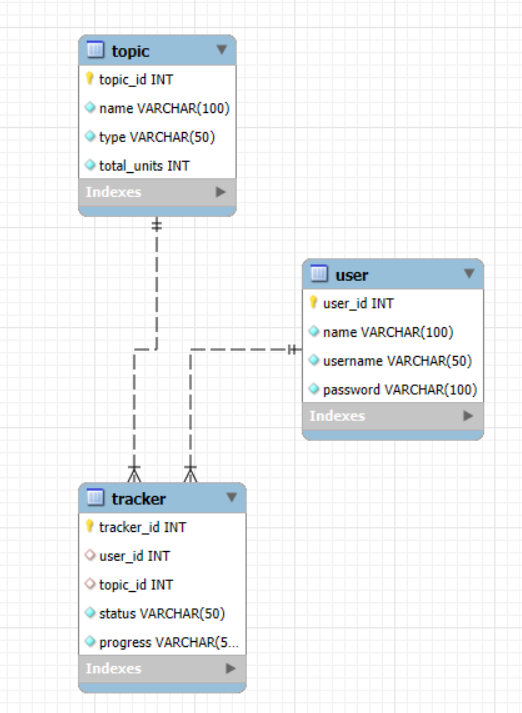 topic
topic_id INT
name VARCHAR(100)
type VARCHAR(50)
total_units INT
Indexes
user
user_id INT
name VARCHAR(100)
username VARCHAR(50)
password VARCHAR(100)
Indexes
tracker
tracker_id INT
user_id INT
topic_id INT
status VARCHAR(50)
progress VARCHAR(5...
Indexes